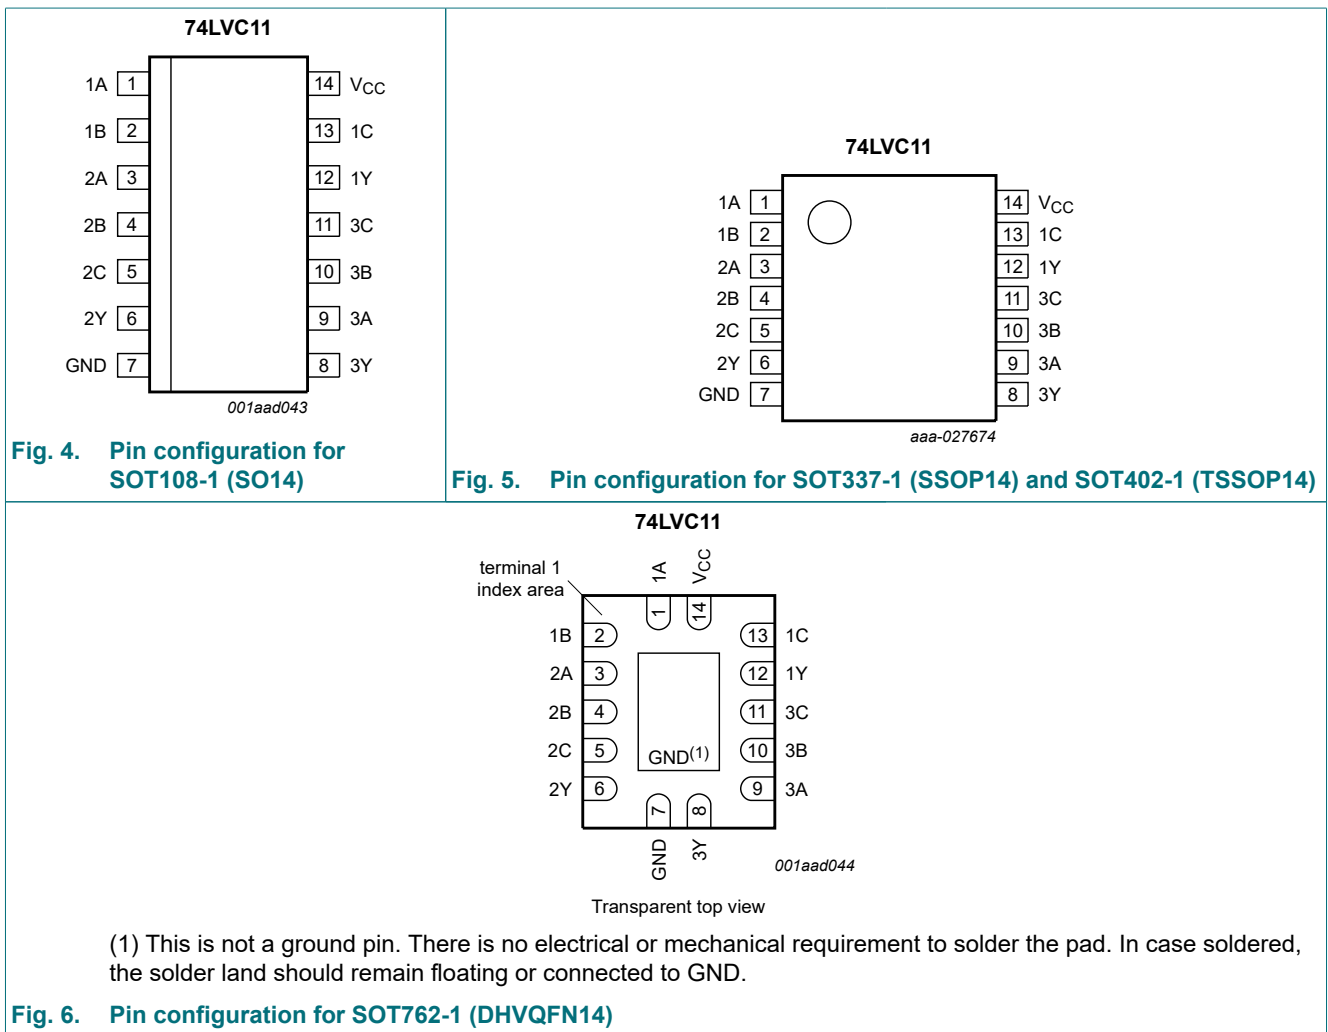 74LVC11
1A 1
14 VCC
1B 2
13 1C
2A 3
12 1Y
2B 4
11 3C
2C 5
10 3B
2Y 6
9 3A
GND 7
8 3Y
001aad043
Fig. 4. Pin configuration for
SOT108-1 (SO14)
74LVC11
1A 1
14 VCC
1B 2
13 1C
2A 3
12 1Y
2B 4
11 3C
2C 5
10 3B
2Y 6
9 3A
GND 7
8 3Y
aaa-027674
Fig. 5. Pin configuration for SOT337-1 (SSOP14) and SOT402-1 (TSSOP14)
74LVC11
terminal 1
index area
1A
VCC
1
14
1B 2
13 1C
2A 3
12 1Y
2B 4
11 3C
2C 5
10 3B
GND(1)
2Y 6
9 3A
7
8
GND
3Y
001aad044
Transparent top view
(1) This is not a ground pin. There is no electrical or mechanical requirement to solder the pad. In case soldered,
the solder land should remain floating or connected to GND.
Fig. 6. Pin configuration for SOT762-1 (DHVQFN14)